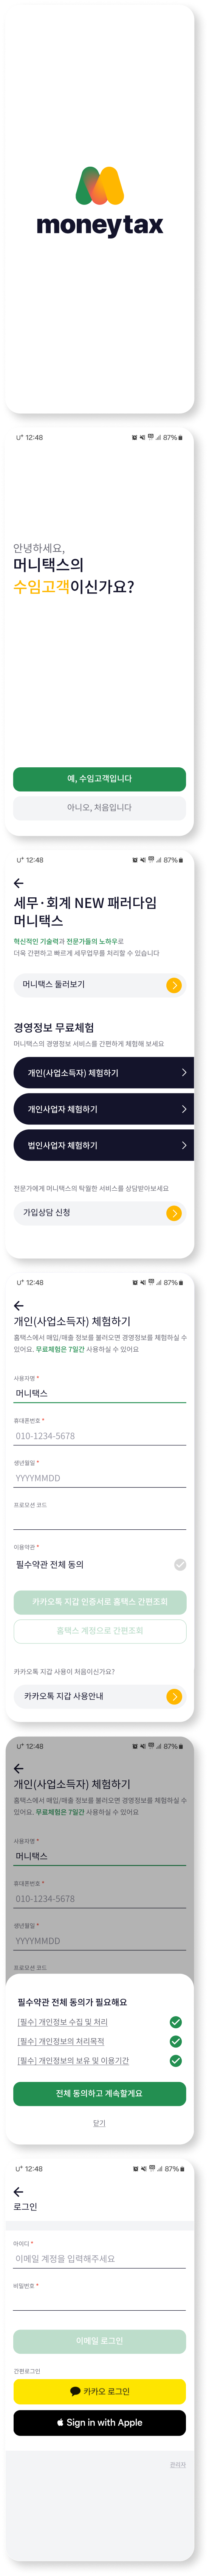 moneytax
U⁺ 12:48
87%
안녕하세요,
머니택스의
수임고객이신가요?
예, 수임고객입니다
아니오, 처음입니다
U⁺ 12:48
87%
세무·회계 NEW 패러다임
머니택스
혁신적인 기술력과 전문가들의 노하우로
더욱 간편하고 빠르게 세무업무를 처리할 수 있습니다
머니택스 둘러보기
경영정보 무료체험
머니택스의 경영정보 서비스를 간편하게 체험해 보세요
개인(사업소득자) 체험하기
개인사업자 체험하기
법인사업자 체험하기
전문가에게 머니택스의 탁월한 서비스를 상담받아보세요
가입상담 신청
U⁺ 12:48
87%
개인(사업소득자) 체험하기
홈택스에서 매입/매출 정보를 불러오면 경영정보를 체험하실 수
있어요. 무료체험은 7일간 사용하실 수 있어요
사용자명 *
머니택스
휴대폰번호 *
010-1234-5678
생년월일 *
YYYYMMDD
프로모션 코드
이용약관 *
필수약관 전체 동의
카카오톡 지갑 인증서로 홈택스 간편조회
홈택스 계정으로 간편조회
카카오톡 지갑 사용이 처음이신가요?
카카오톡 지갑 사용안내
U⁺ 12:48
87%
개인(사업소득자) 체험하기
홈택스에서 매입/매출 정보를 불러오면 경영정보를 체험하실 수
있어요. 무료체험은 7일간 사용하실 수 있어요
사용자명 *
머니택스
휴대폰번호 *
010-1234-5678
생년월일 *
YYYYMMDD
프로모션 코드
필수약관 전체 동의가 필요해요
[필수] 개인정보 수집 및 처리
[필수] 개인정보의 처리목적
[필수] 개인정보의 보유 및 이용기간
전체 동의하고 계속할게요
닫기
U⁺ 12:48
87%
로그인
아이디 *
이메일 계정을 입력해주세요
비밀번호 *
이메일 로그인
간편로그인
카카오 로그인
Sign in with Apple
관리자